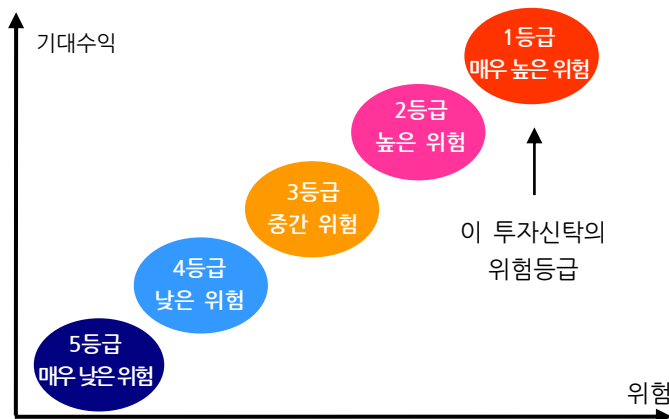 기대수익
1등급
매우 높은 위험
2등급
높은 위험
3등급
중간 위험
이 투자신탁의
위험등급
4등급
낮은 위험
5등급
매우 낮은 위험
위험